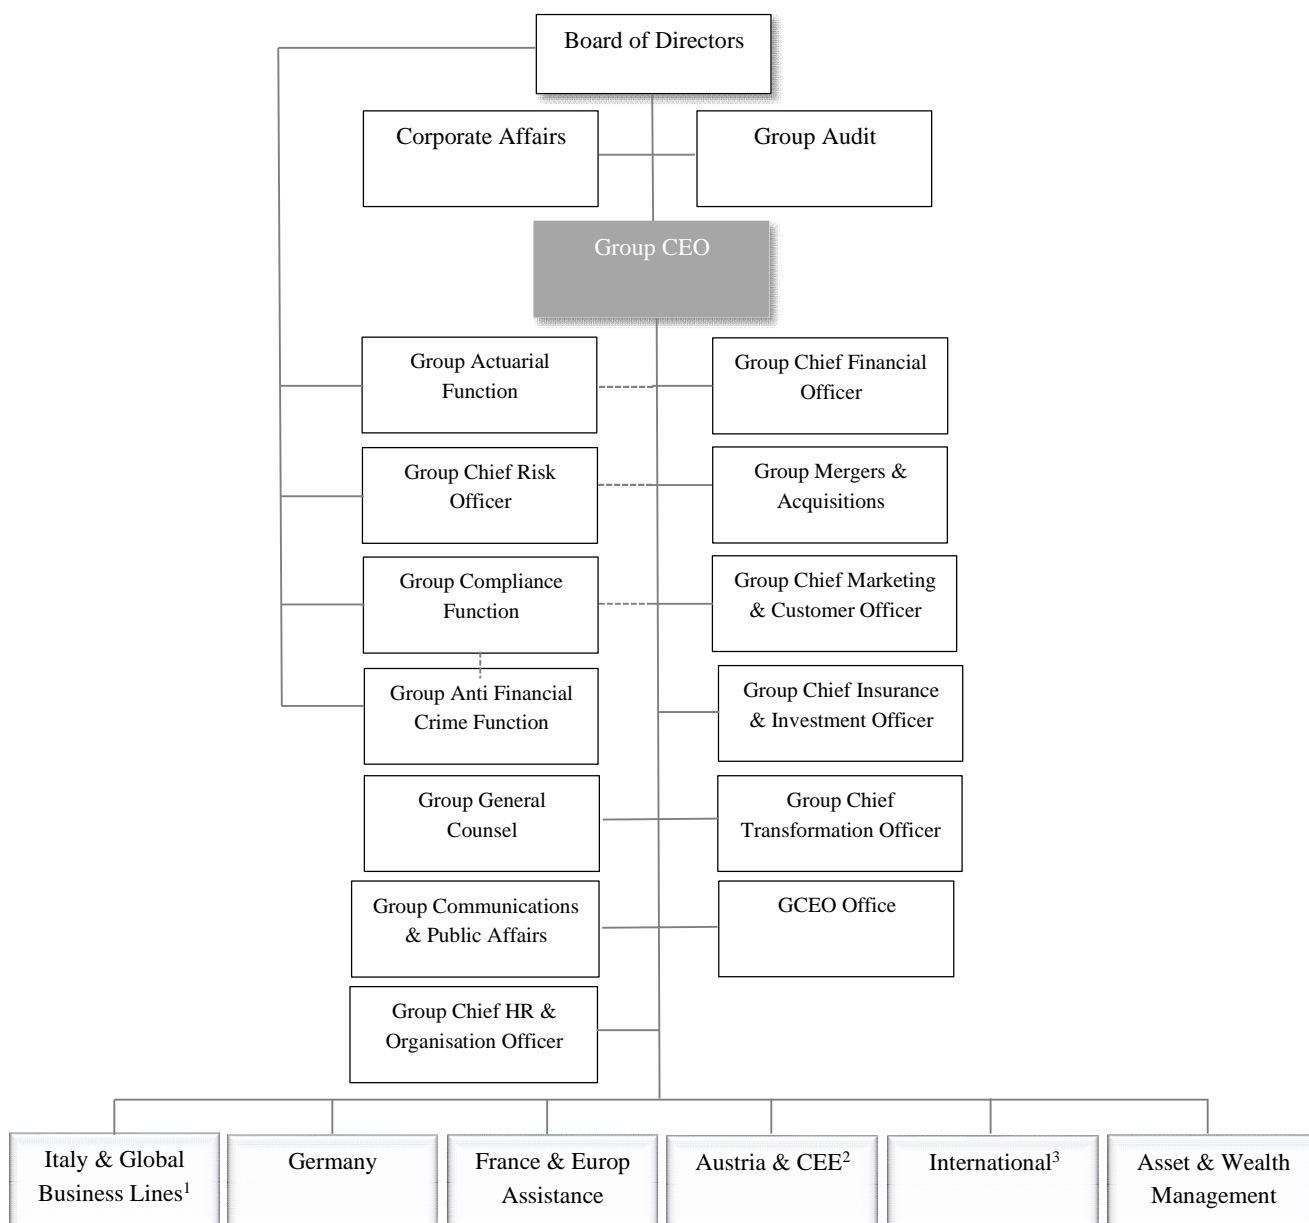 Board of Directors
Corporate Affairs
Group Audit
Group CEO
Group Actuarial
Function
Group Chief Financial
Officer
Group Chief Risk
Officer
Group Mergers &
Acquisitions
Group Compliance
Function
Group Chief Marketing
& Customer Officer
Group Anti Financial
Crime Function
Group Chief Insurance
& Investment Officer
Group General
Counsel
Group Chief
Transformation Officer
Group Communications
& Public Affairs
GCEO Office
Group Chief HR &
Organisation Officer
Italy & Global
Business Lines¹
Germany
France & Europ
Assistance
Austria & CEE²
International³
Asset & Wealth
Management